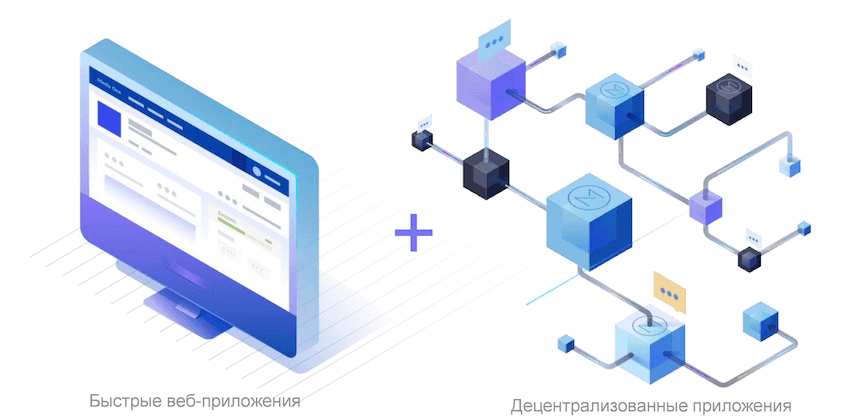 Быстрые веб-приложения
Децентрализованные приложения